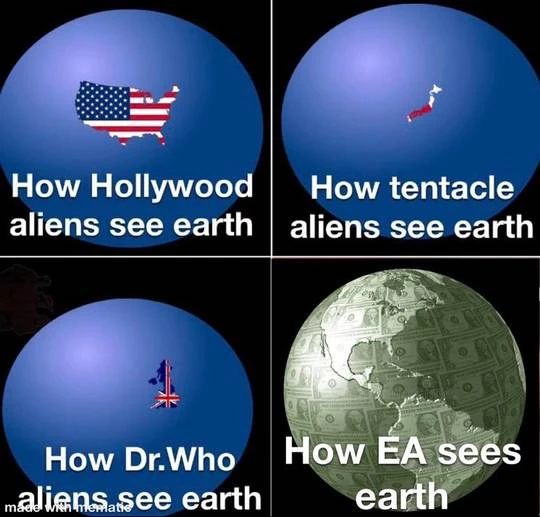 How Hollywood
aliens see earth
How tentacle
aliens see earth
How Dr.Who
aliens see earth
How EA sees
earth
made with mematic